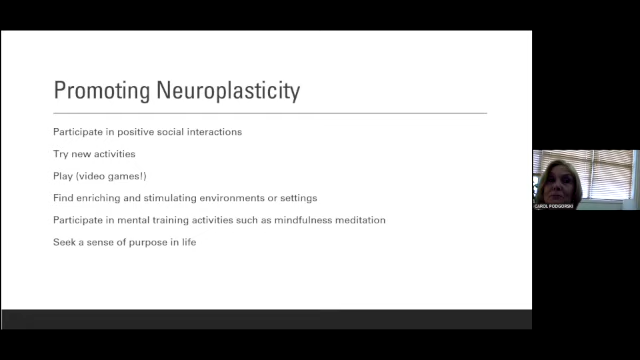 Promoting Neuroplasticity
Participate in positive social interactions
Try new activities
Play (video games!)
Find enriching and stimulating environments or settings
Participate in mental training activities such as mindfulness meditation
Seek a sense of purpose in life
CAROL PODGORSKI